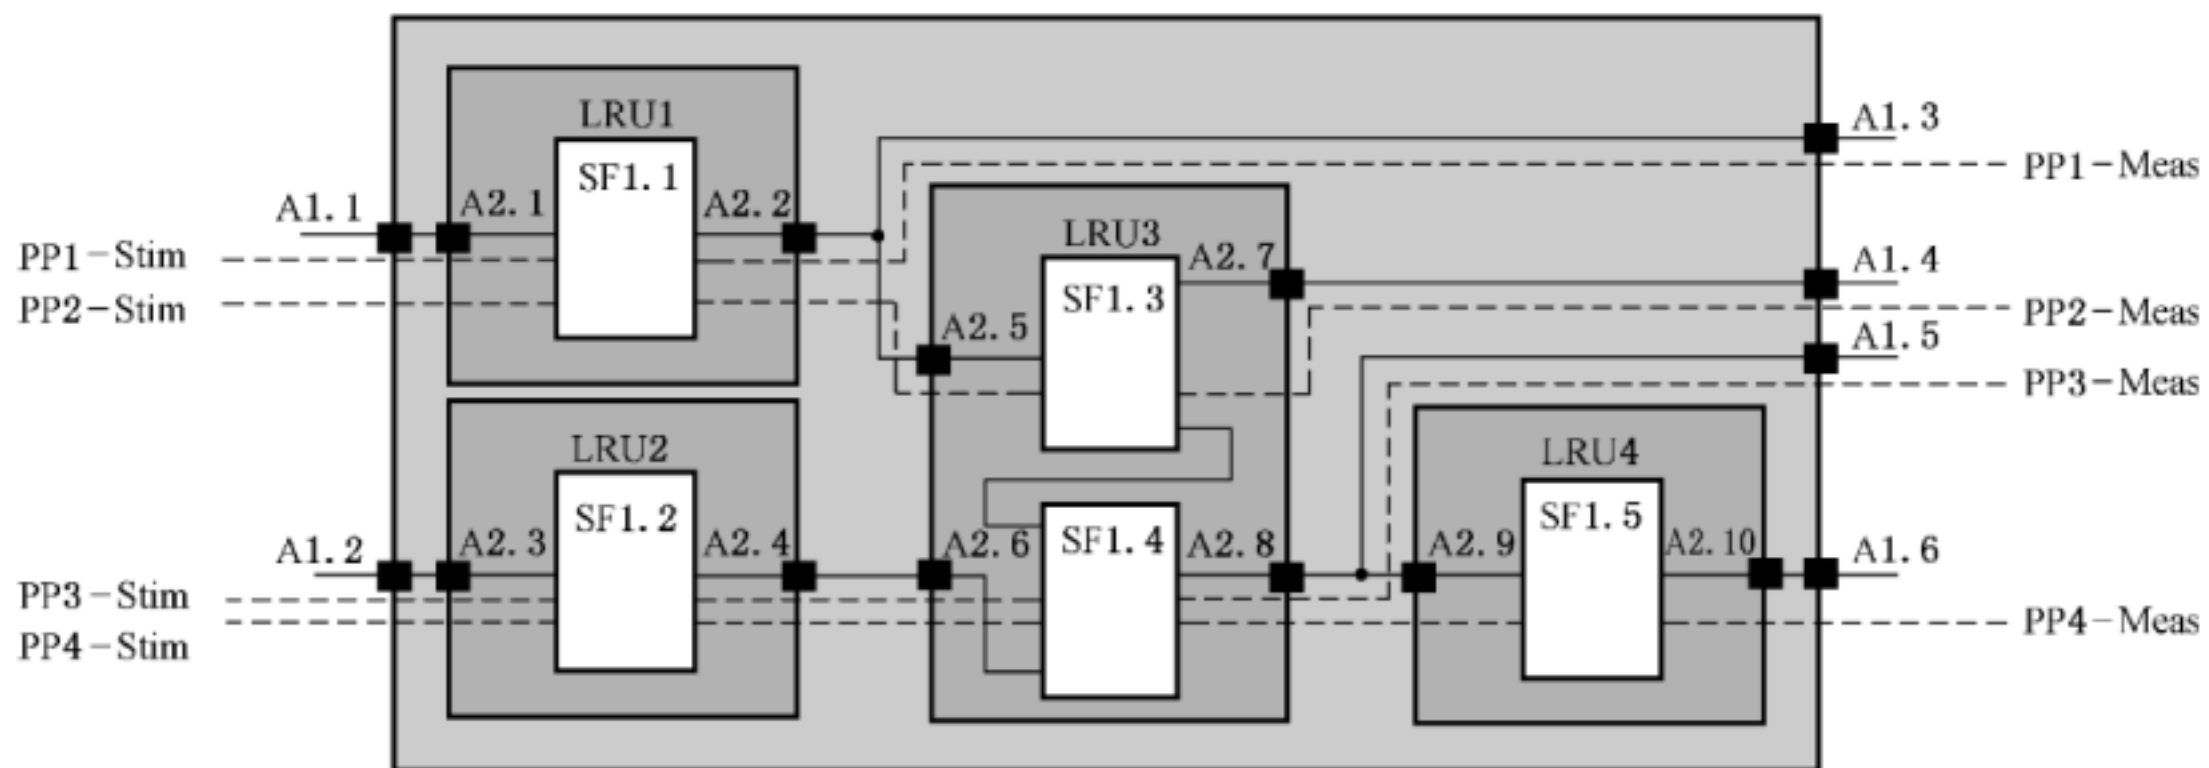 LRU1
SF1.1
A1.1
A2.1
A2.2
A1.3
PP1-Meas
PP1-Stim
PP2-Stim
LRU3
A2.7
SF1.3
A2.5
A1.4
PP2-Meas
A1.5
PP3-Meas
LRU2
SF1.2
A1.2
A2.3
A2.4
A2.6
SF1.4
A2.8
LRU4
SF1.5
A2.9
A2.10
A1.6
PP3-Stim
PP4-Stim
PP4-Meas